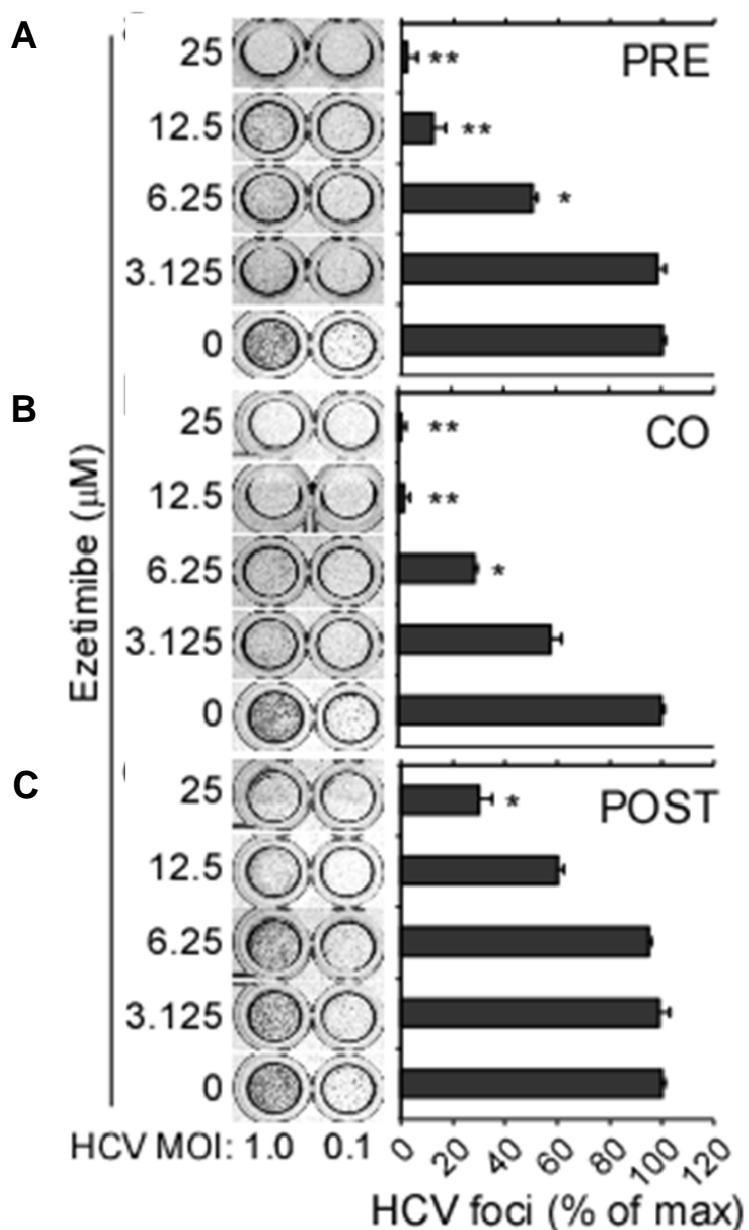 A
25 ** PRE
12.5 **
6.25 *
3.125
0
B
25 ** CO
12.5 **
6.25 *
3.125
0
C
25 * POST
12.5
6.25
3.125
0
Ezetimibe (μM)
HCV MOI: 1.0 0.1
0 20 40 60 80 100 120
HCV foci (% of max)